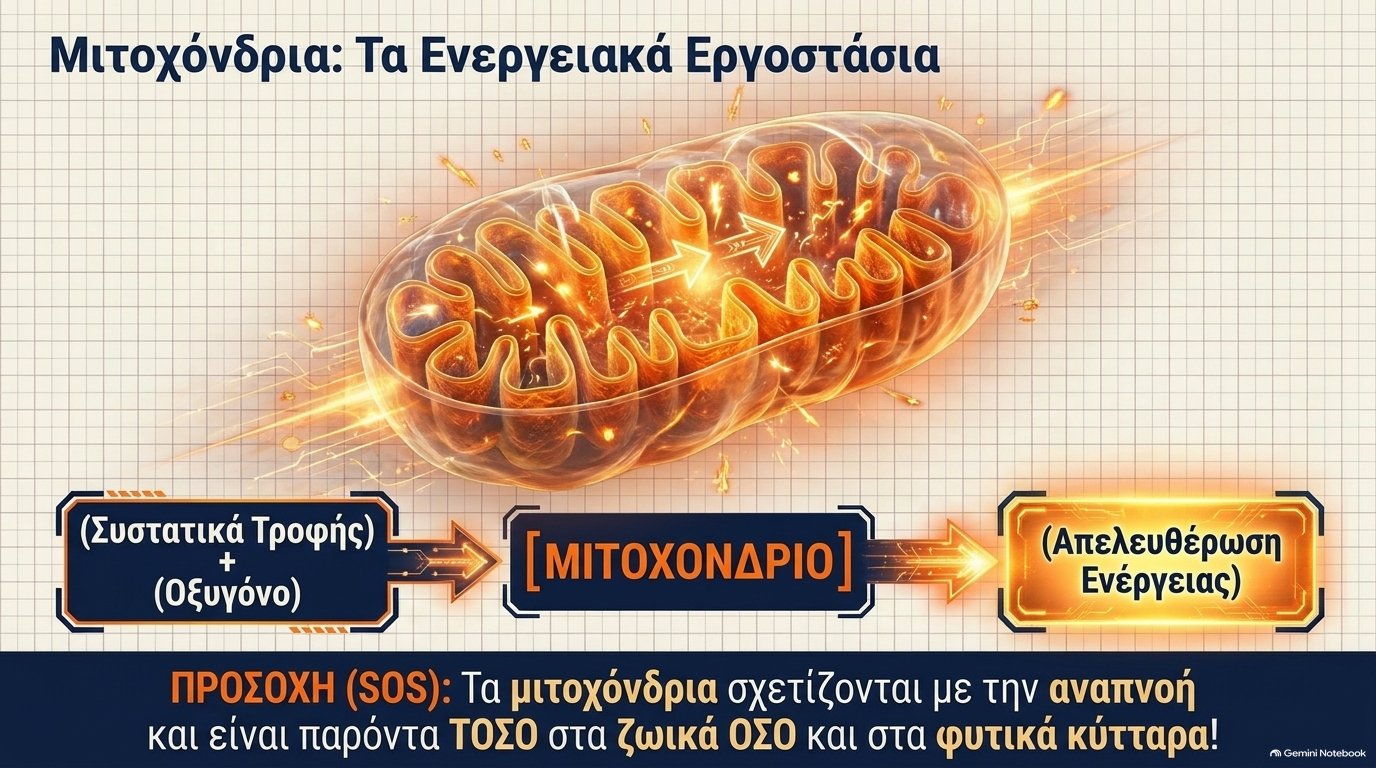 Μιτοχόνδρια: Τα Ενεργειακά Εργοστάσια
(Συστατικά Τροφής)
+
(Οξυγόνο)
[ΜΙΤΟΧΟΝΔΡΙΟ]
(Απελευθέρωση
Ενέργειας)
ΠΡΟΣΟΧΗ (SOS): Τα μιτοχόνδρια σχετίζονται με την αναπνοή
και είναι παρόντα ΤΟΣΟ στα ζωικά ΟΣΟ και στα φυτικά κύτταρα!
Gemini Notebook